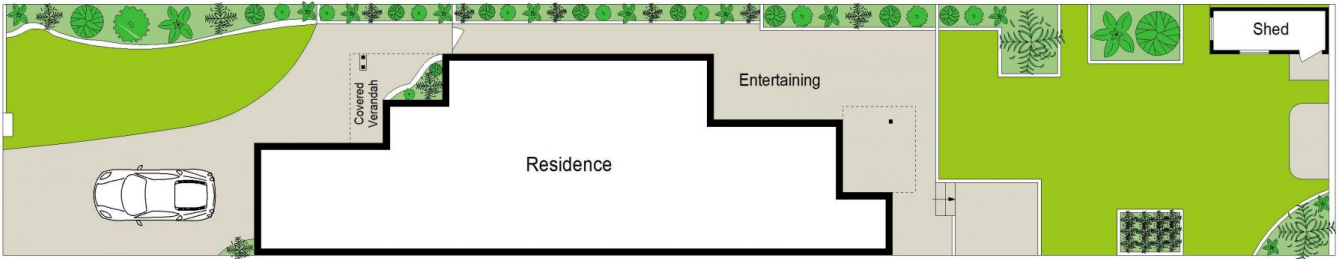 Shed
Entertaining
Covered
Verandah
Residence